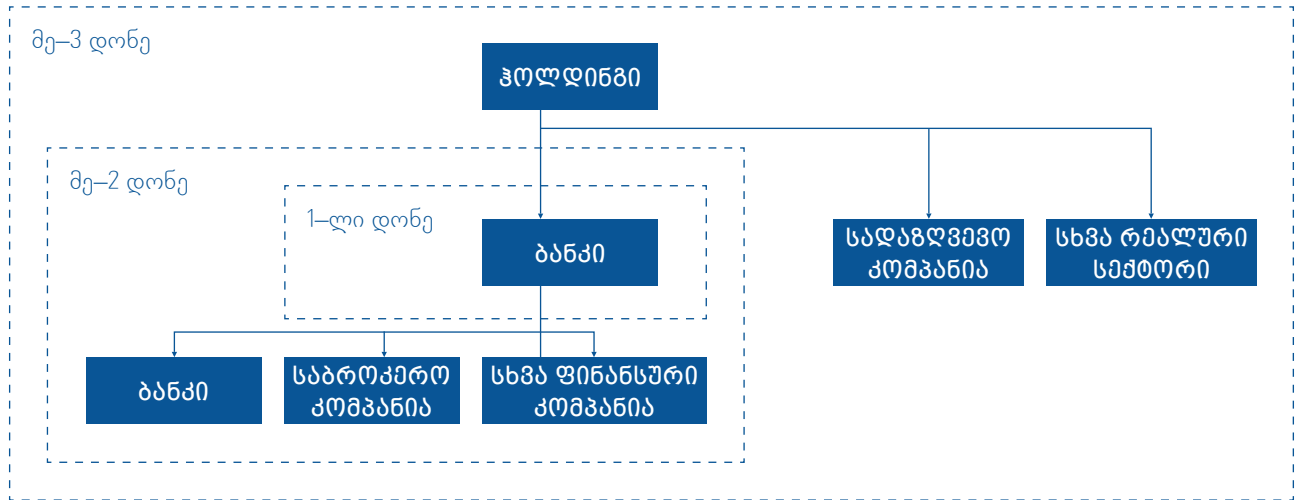 მე–3 დონე
ჰოლდინგი
მე–2 დონე
1–ლი დონე
ბანკი
სადაზღვევო
კომპანია
სხვა რეალური
სექტორი
ბანკი
საბროკერო
კომპანია
სხვა ფინანსური
კომპანია